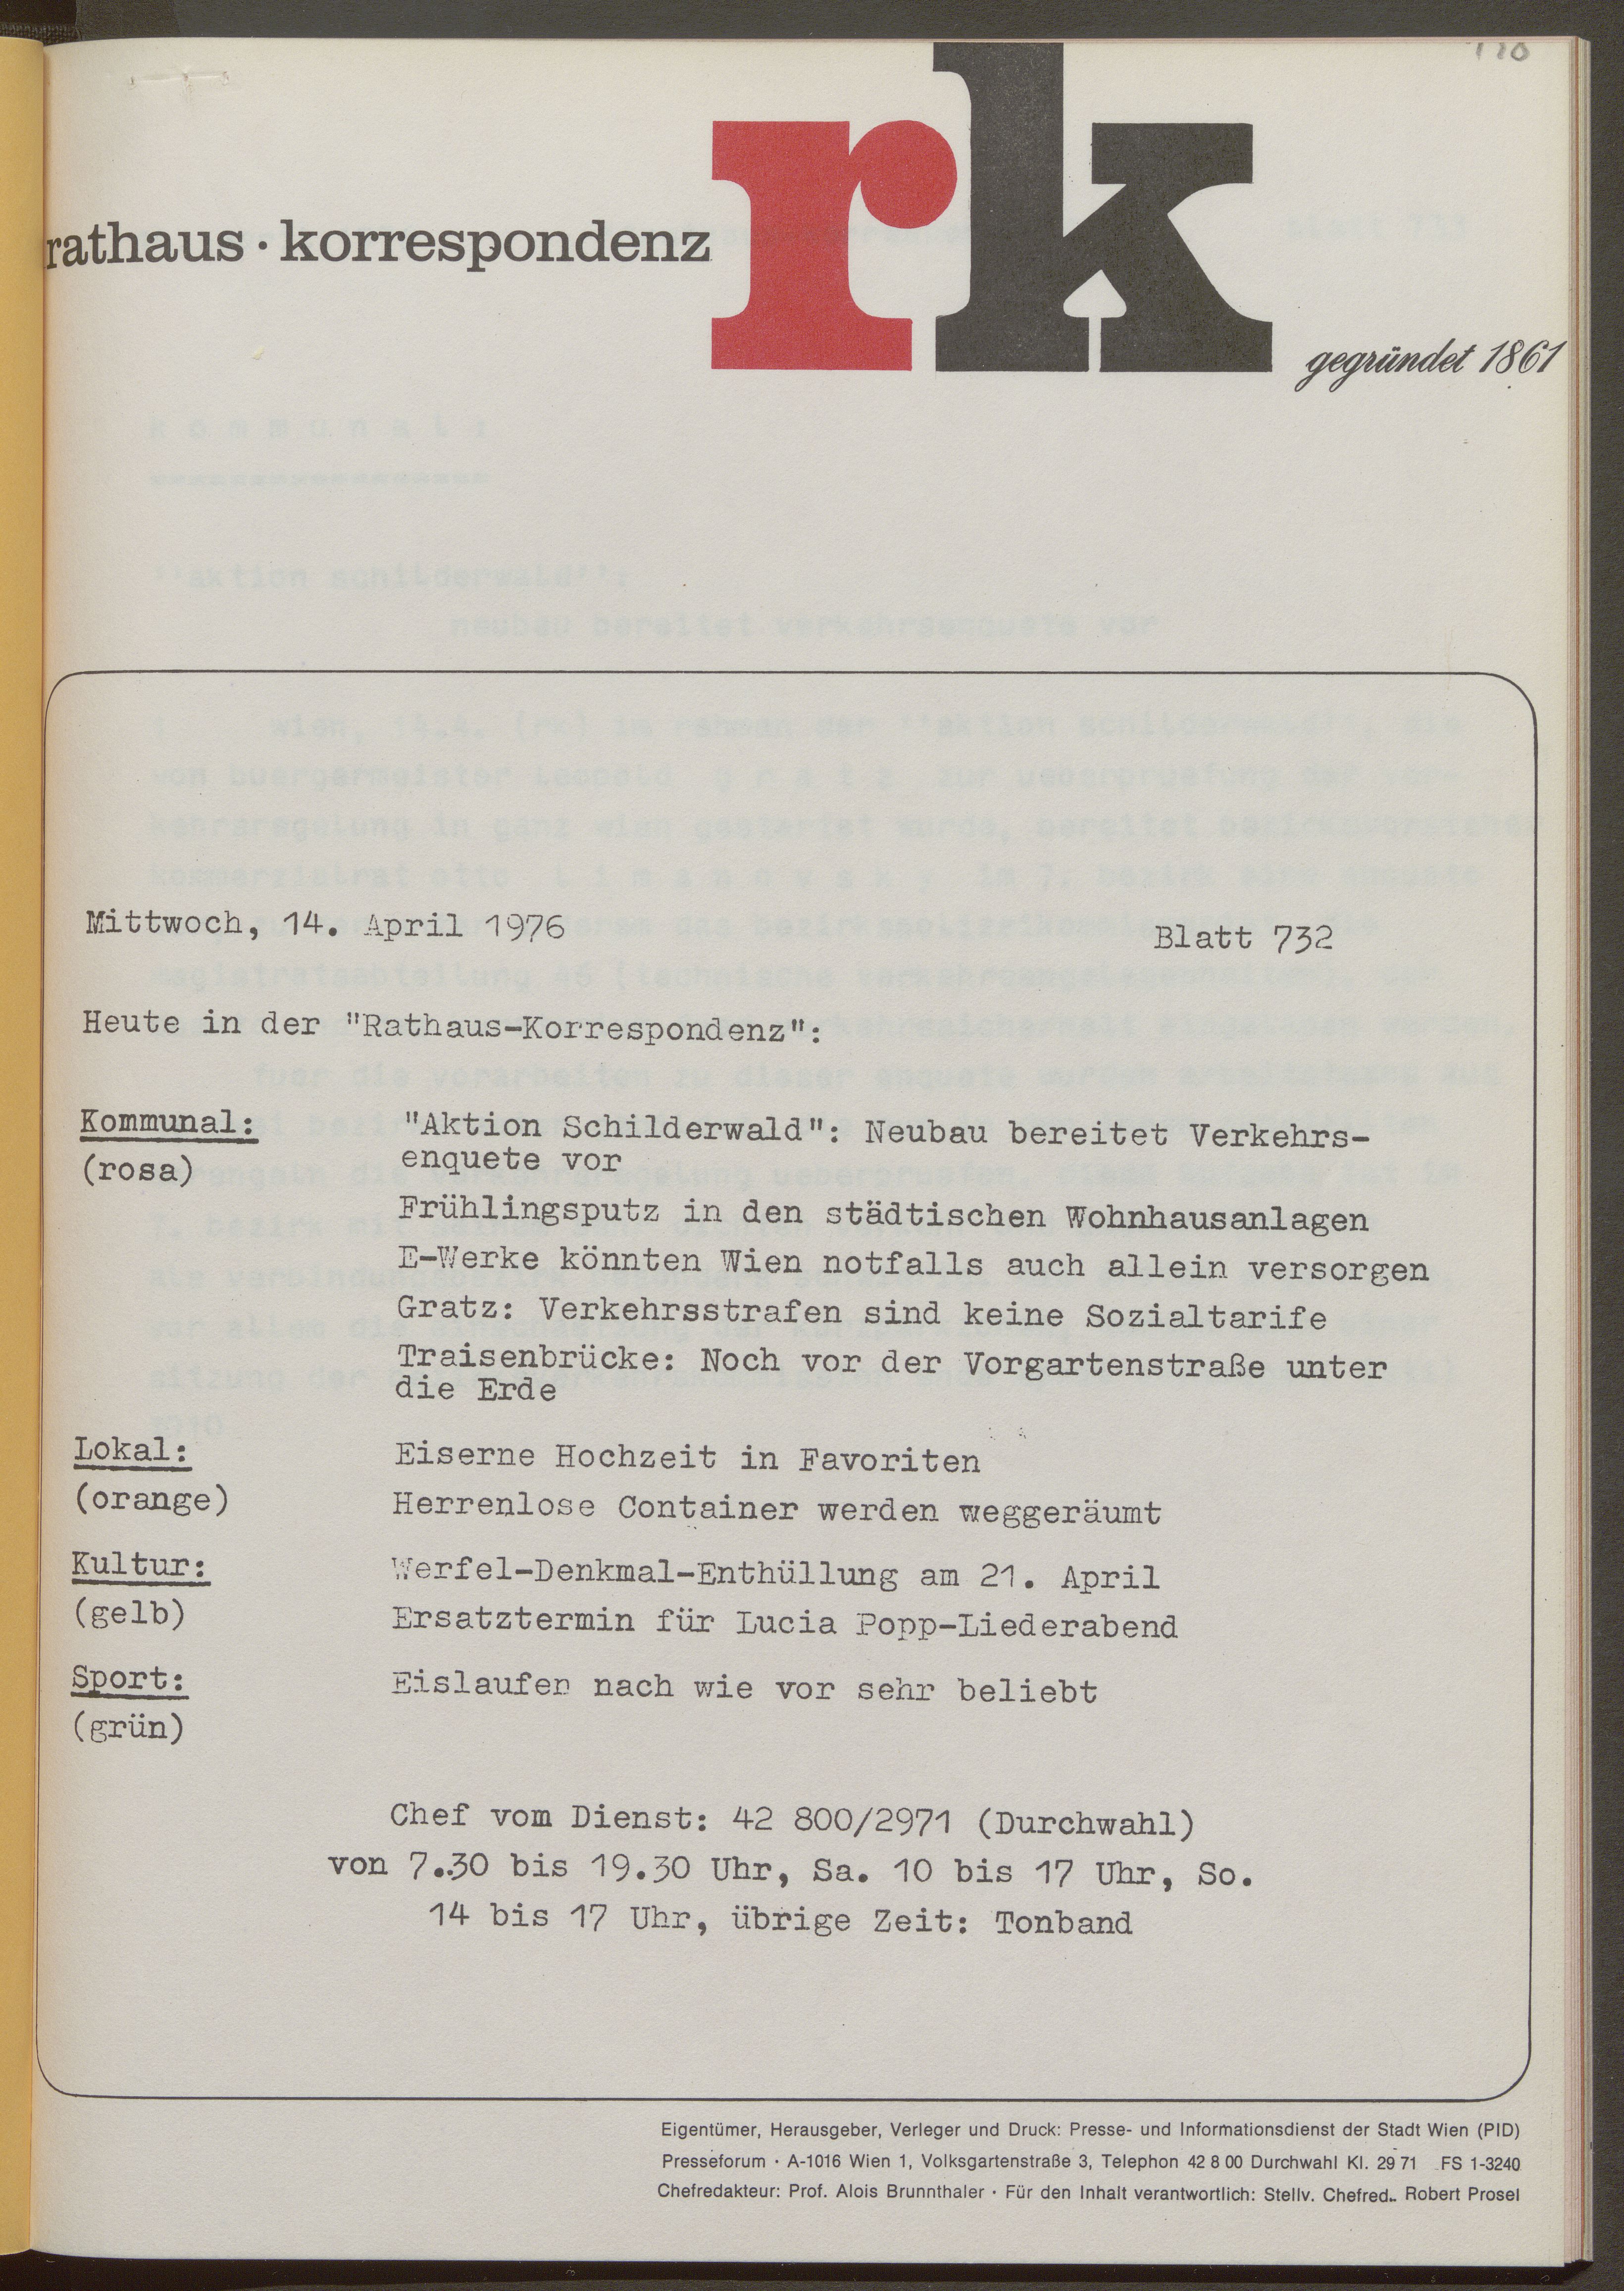 rathaus · korrespondenz
rk
gegründet 1861
Mittwoch, 14. April 1976
Blatt 732
Heute in der "Rathaus-Korrespondenz":
Kommunal:
(rosa)
"Aktion Schilderwald": Neubau bereitet Verkehrs-
enquete vor
Frühlingsputz in den städtischen Wohnhausanlagen
E-Werke könnten Wien notfalls auch allein versorgen
Gratz: Verkehrsstrafen sind keine Sozialtarife
Traisenbrücke: Noch vor der Vorgartenstraße unter
die Erde
Lokal:
(orange)
Eiserne Hochzeit in Favoriten
Herrenlose Container werden weggeräumt
Kultur:
(gelb)
Werfel-Denkmal-Enthüllung am 21. April
Ersatztermin für Lucia Popp-Liederabend
Sport:
(grün)
Eislaufen nach wie vor sehr beliebt
Chef vom Dienst: 42 800/2971 (Durchwahl)
von 7.30 bis 19.30 Uhr, Sa. 10 bis 17 Uhr, So.
14 bis 17 Uhr, übrige Zeit: Tonband
Eigentümer, Herausgeber, Verleger und Druck: Presse- und Informationsdienst der Stadt Wien (PID)
Presseforum · A-1016 Wien 1, Volksgartenstraße 3, Telephon 42 8 00 Durchwahl Kl. 29 71 FS 1-3240
Chefredakteur: Prof. Alois Brunnthaler · Für den Inhalt verantwortlich: Stellv. Chefred. Robert Prosel